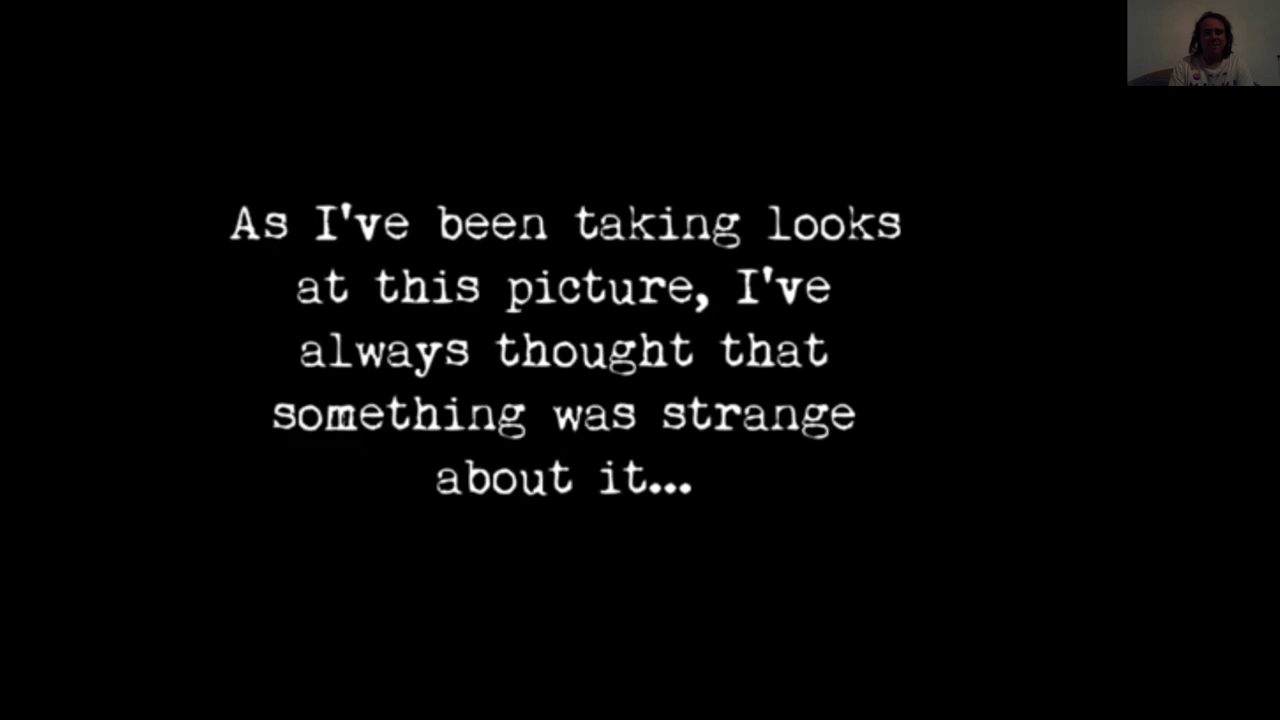 As I've been taking looks
at this picture, I've
always thought that
something was strange
about it...